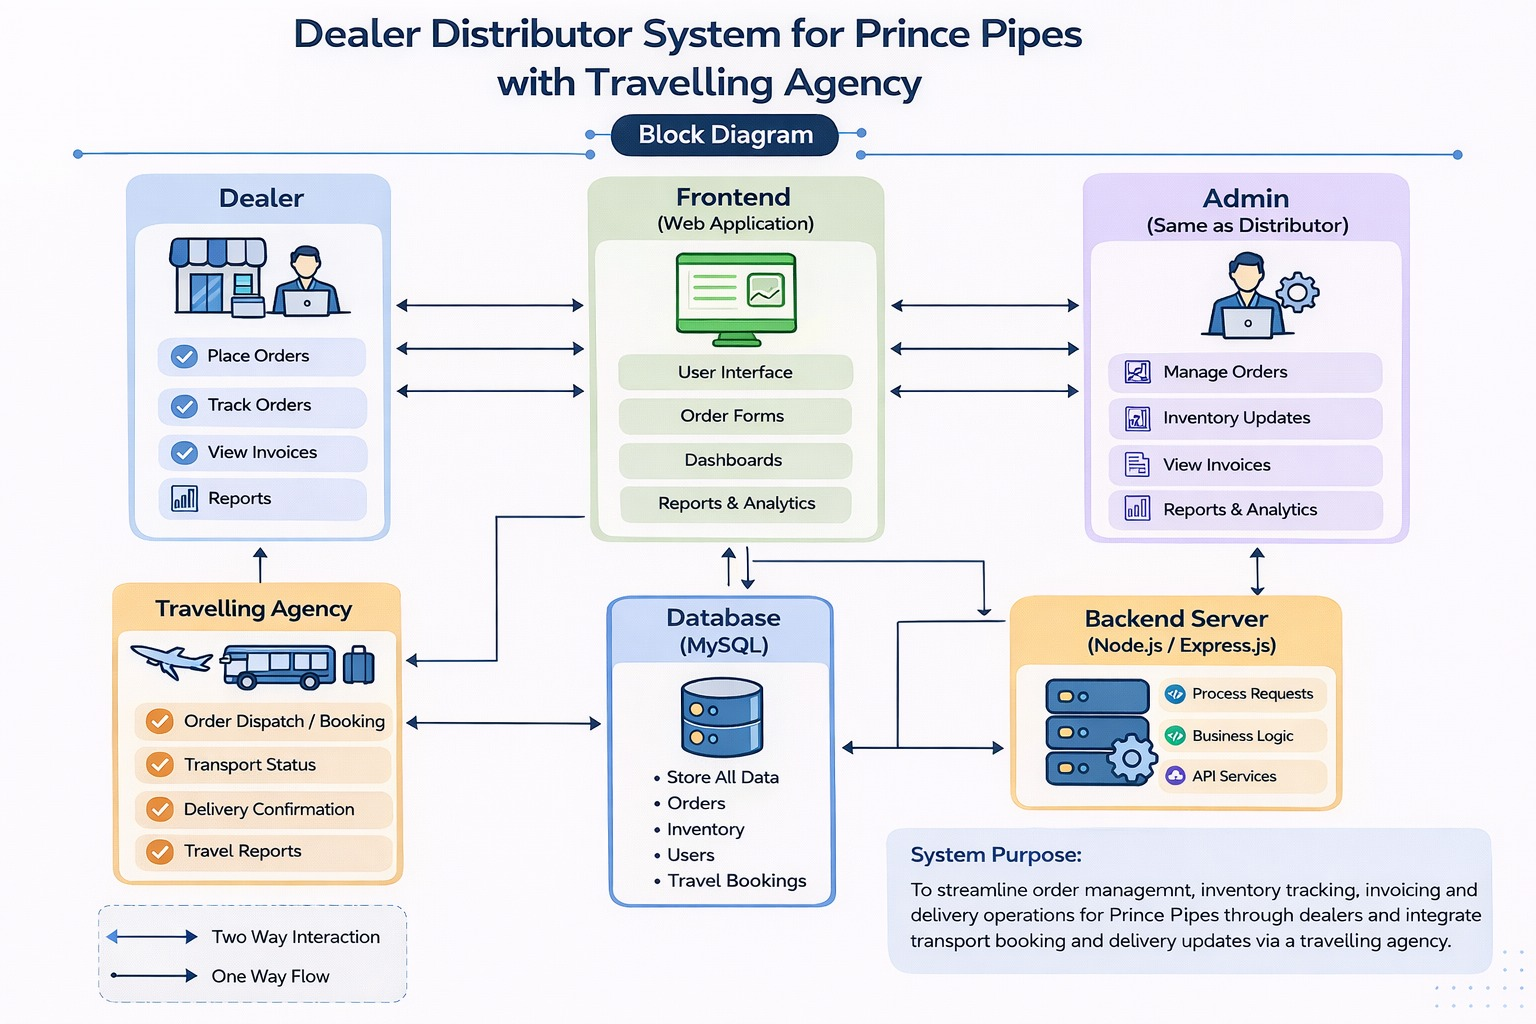 Dealer Distributor System for Prince Pipes
with Travelling Agency
Block Diagram
Dealer
Place Orders
Track Orders
View Invoices
Reports
Frontend
(Web Application)
User Interface
Order Forms
Dashboards
Reports & Analytics
Admin
(Same as Distributor)
Manage Orders
Inventory Updates
View Invoices
Reports & Analytics
Travelling Agency
Order Dispatch / Booking
Transport Status
Delivery Confirmation
Travel Reports
Database
(MySQL)
• Store All Data
• Orders
• Inventory
• Users
• Travel Bookings
Backend Server
(Node.js / Express.js)
Process Requests
Business Logic
API Services
System Purpose:
To streamline order managemnt, inventory tracking, invoicing and
delivery operations for Prince Pipes through dealers and integrate
transport booking and delivery updates via a travelling agency.
Two Way Interaction
One Way Flow